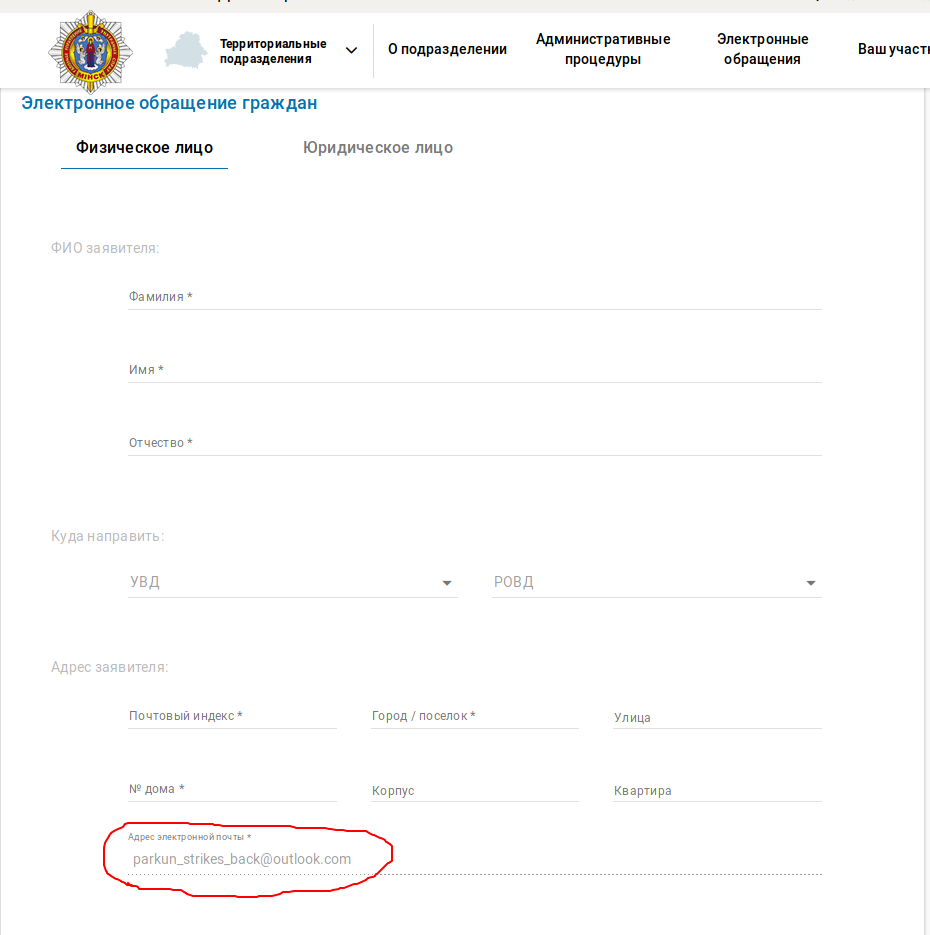 Территориальные
подразделения
О подразделении
Административные
процедуры
Электронные
обращения
Ваш участ
МІНСК
Электронное обращение граждан
Физическое лицо
Юридическое лицо
ФИО заявителя:
Фамилия *
Имя *
Отчество *
Куда направить:
УВД
РОВД
Адрес заявителя:
Почтовый индекс *
Город / поселок *
Улица
№ дома *
Корпус
Квартира
Адрес электронной почты *
parkun_strikes_back@outlook.com